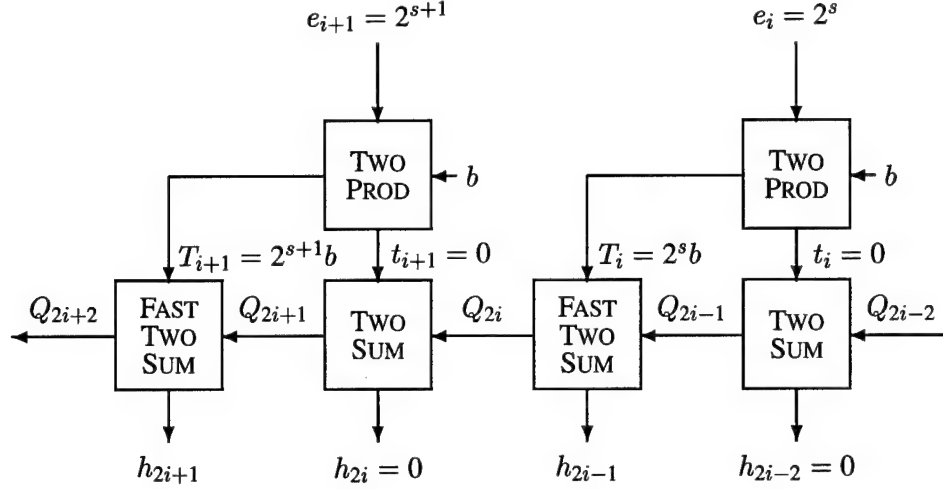 e_{i+1} = 2^{s+1}
e_i = 2^s
TWO
PROD
b
TWO
PROD
b
T_{i+1} = 2^{s+1}b
t_{i+1} = 0
T_i = 2^s b
t_i = 0
Q_{2i+2}
FAST
TWO
SUM
Q_{2i+1}
TWO
SUM
Q_{2i}
FAST
TWO
SUM
Q_{2i−1}
TWO
SUM
Q_{2i−2}
h_{2i+1}
h_{2i} = 0
h_{2i−1}
h_{2i−2} = 0